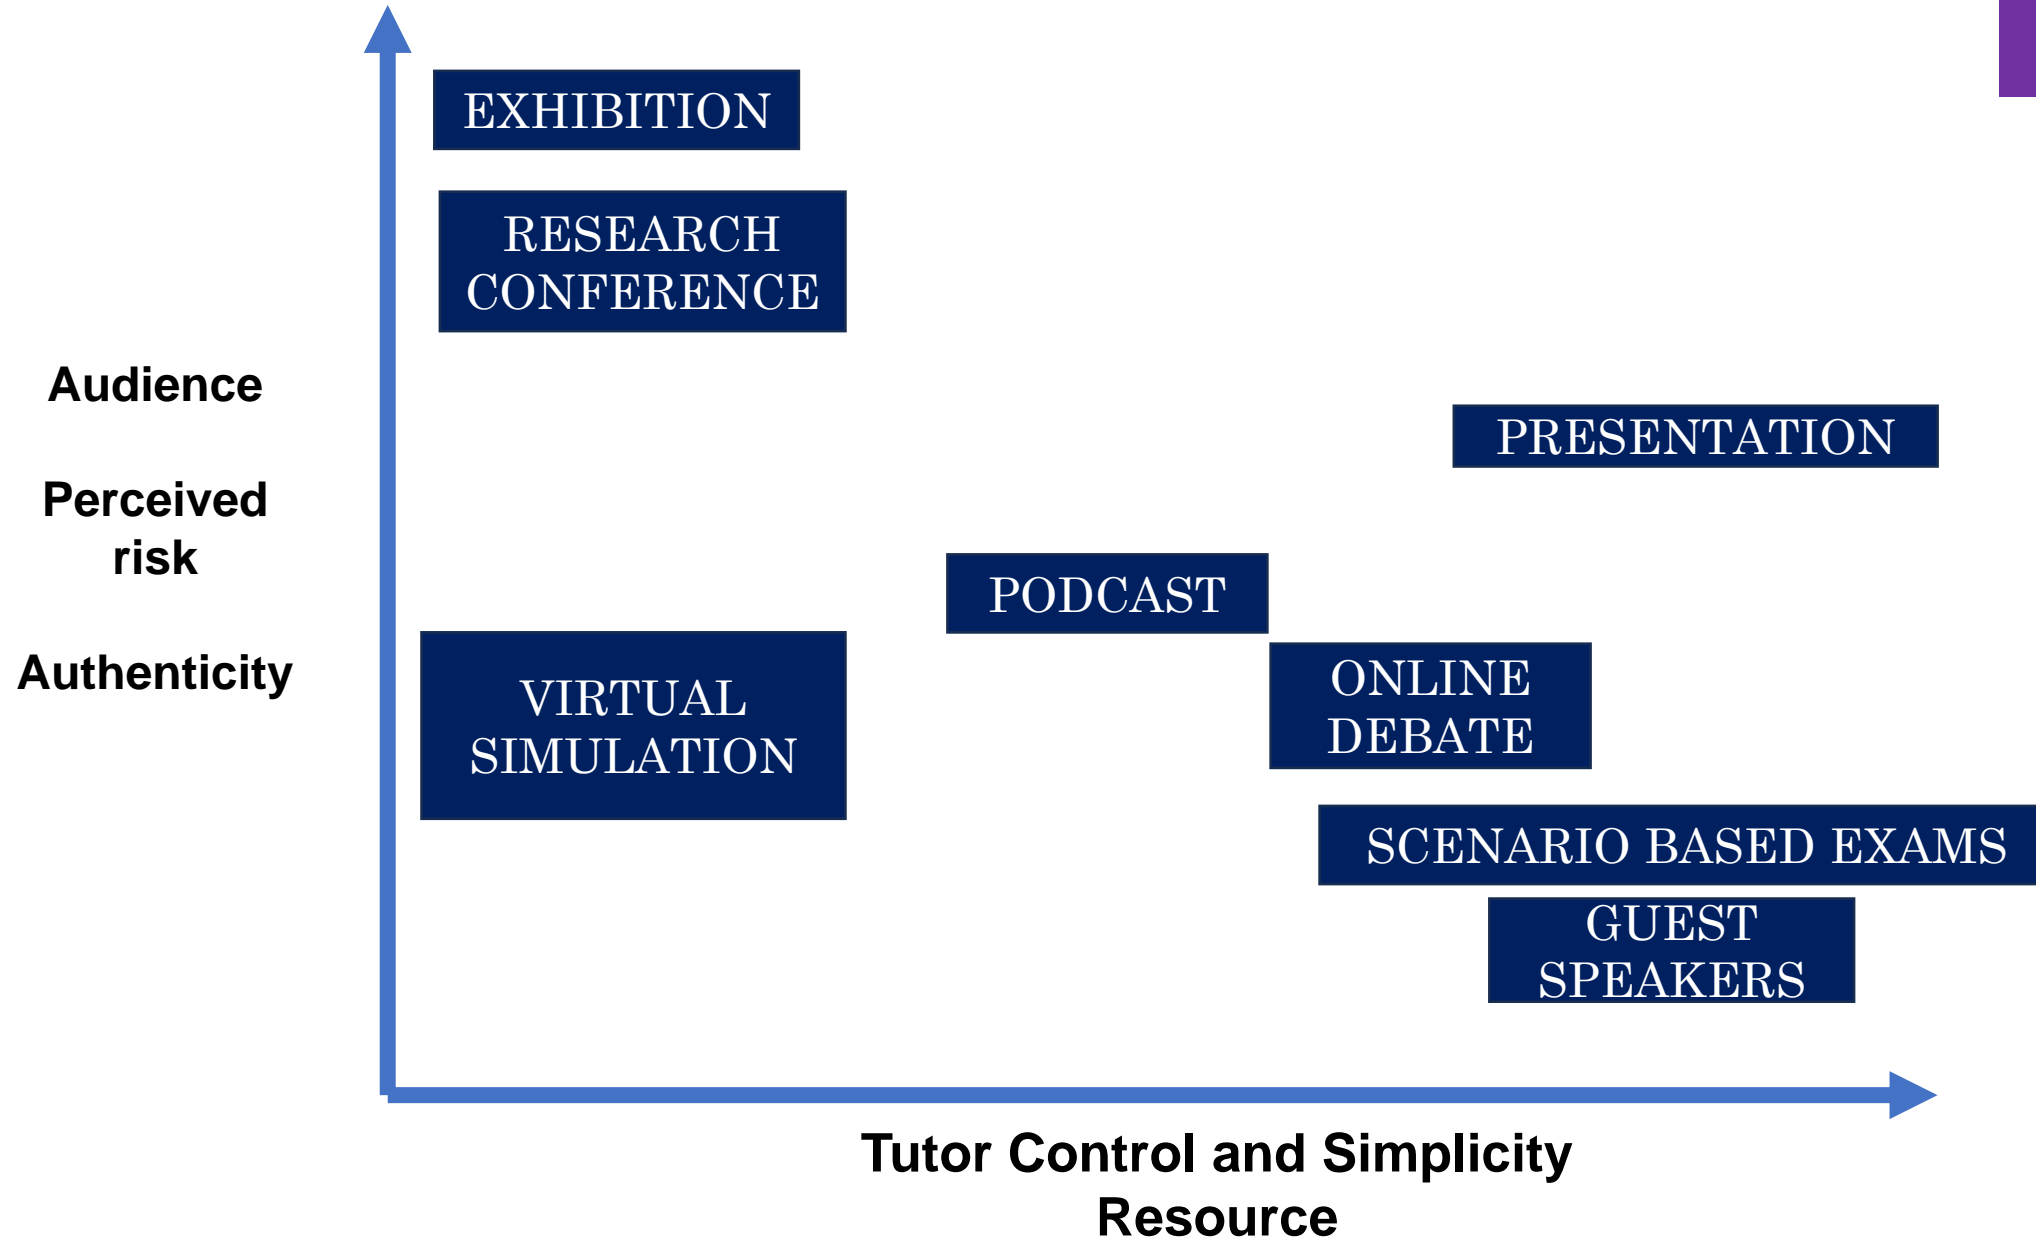 EXHIBITION
RESEARCH
CONFERENCE
Audience
PRESENTATION
Perceived
risk
PODCAST
Authenticity
VIRTUAL
SIMULATION
ONLINE
DEBATE
SCENARIO BASED EXAMS
GUEST
SPEAKERS
Tutor Control and Simplicity
Resource